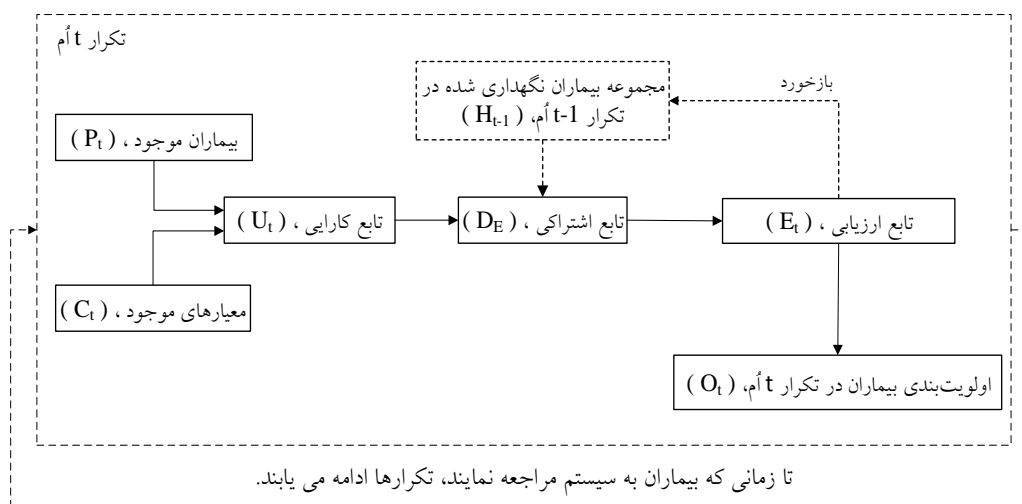 تکرار t اُم
مجموعه بیماران نگهداری شده در
تکرار t-1 اُم، ( H_{t-1} )
بازخورد
بیماران موجود ، ( P_t )
تابع کارایی ، ( U_t )
تابع اشتراکی ، ( D_E )
تابع ارزیابی ، ( E_t )
معیارهای موجود ، ( C_t )
اولویت‌بندی بیماران در تکرار t اُم، ( O_t )
تا زمانی که بیماران به سیستم مراجعه نمایند، تکرارها ادامه می یابند.